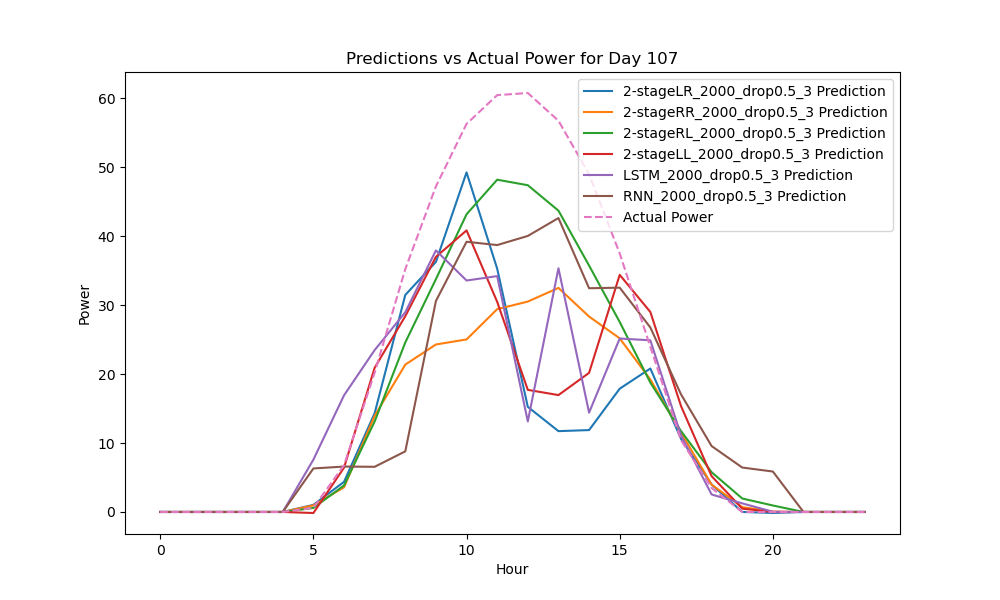 Predictions vs Actual Power for Day 107
2-stageLR_2000_drop0.5_3 Prediction
2-stageRR_2000_drop0.5_3 Prediction
2-stageRL_2000_drop0.5_3 Prediction
2-stageLL_2000_drop0.5_3 Prediction
LSTM_2000_drop0.5_3 Prediction
RNN_2000_drop0.5_3 Prediction
Actual Power
Power
60
50
40
30
20
10
0
0 5 10 15 20
Hour